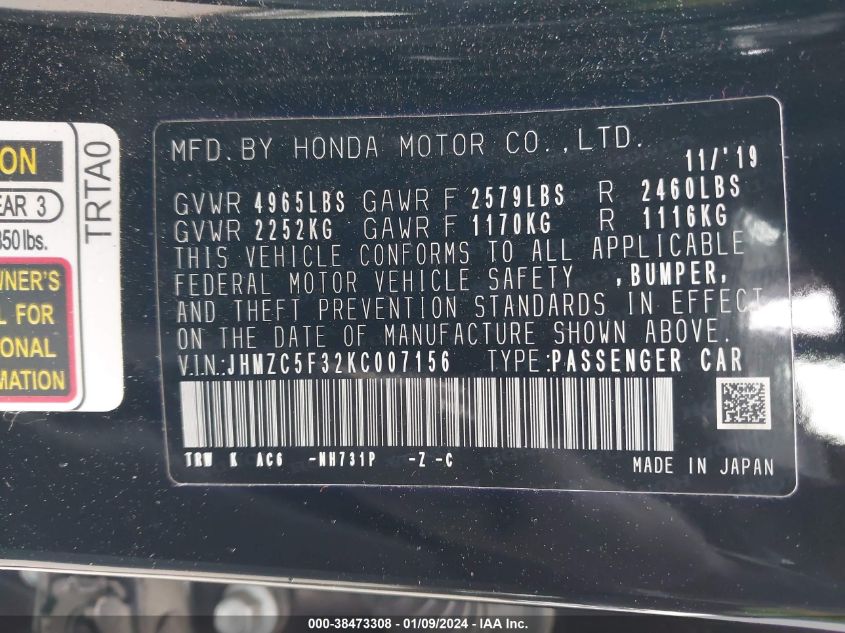 ON
EAR 3
350 lbs.
WNER'S
L FOR
ONAL
MATION
TRTA0
MFD. BY HONDA MOTOR CO.,LTD.
11/'19
GVWR 4965LBS GAWR F 2579LBS R 2460LBS
GVWR 2252KG GAWR F 1170KG R 1116KG
THIS VEHICLE CONFORMS TO ALL APPLICABLE
FEDERAL MOTOR VEHICLE SAFETY ,BUMPER,
AND THEFT PREVENTION STANDARDS IN EFFECT
ON THE DATE OF MANUFACTURE SHOWN ABOVE.
V.I.N.:JHMZC5F32KC007156 TYPE:PASSENGER CAR
TRW K AC6 -NH731P -Z -C
MADE IN JAPAN
000-38473308 - 01/09/2024 - IAA Inc.